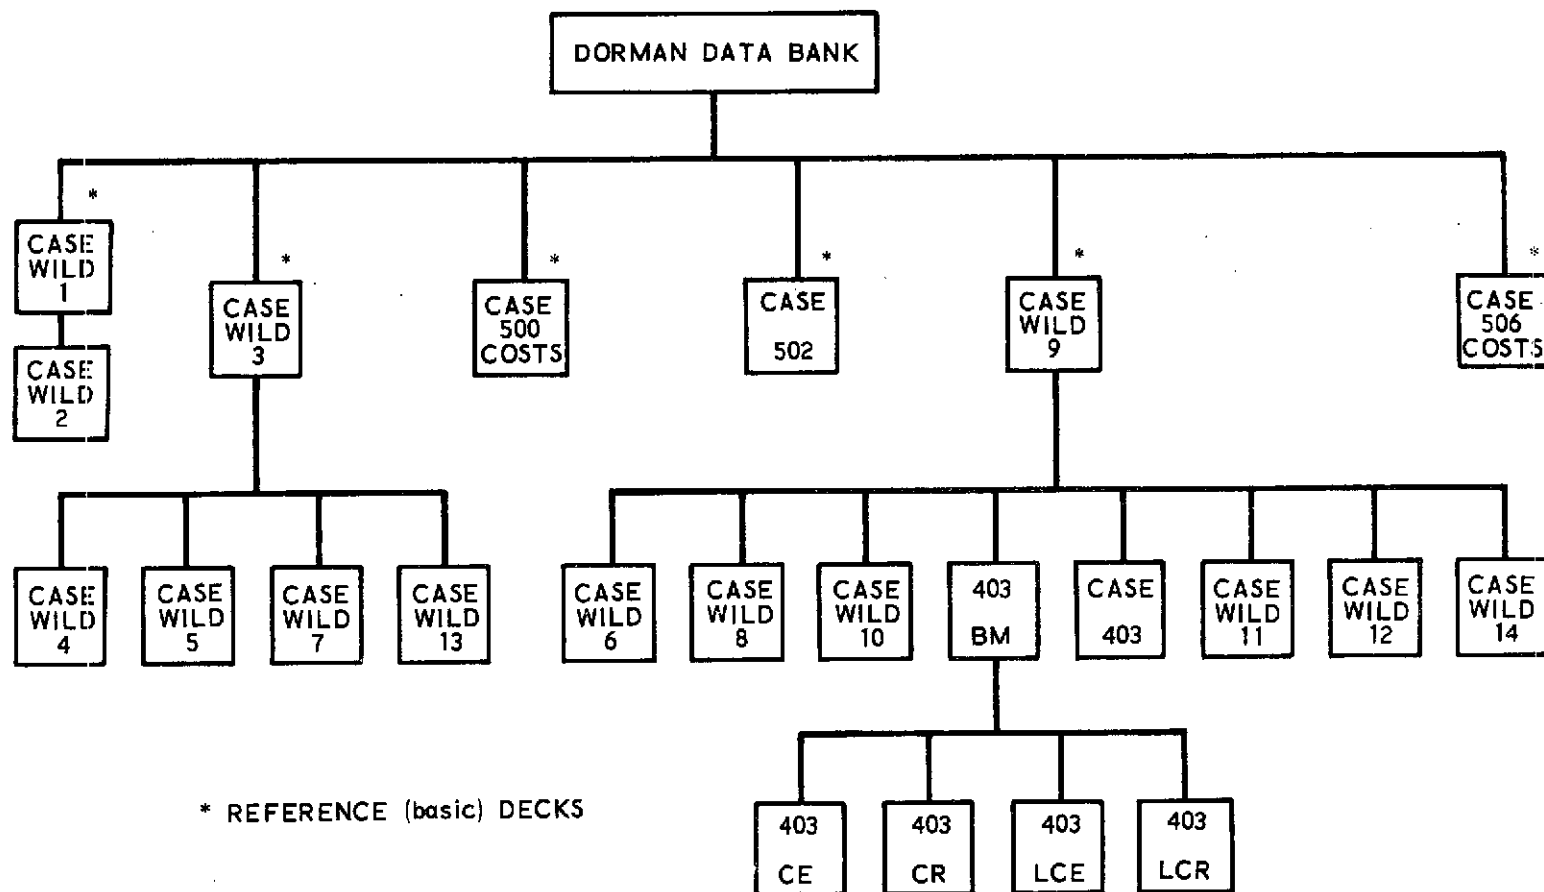 DORMAN DATA BANK
*
CASE
WILD
1
CASE
WILD
2
*
CASE
WILD
3
*
CASE
500
COSTS
*
CASE
502
*
CASE
WILD
9
*
CASE
506
COSTS
CASE
WILD
4
CASE
WILD
5
CASE
WILD
7
CASE
WILD
13
CASE
WILD
6
CASE
WILD
8
CASE
WILD
10
403
BM
CASE
403
CASE
WILD
11
CASE
WILD
12
CASE
WILD
14
403
CE
403
CR
403
LCE
403
LCR
* REFERENCE (basic) DECKS